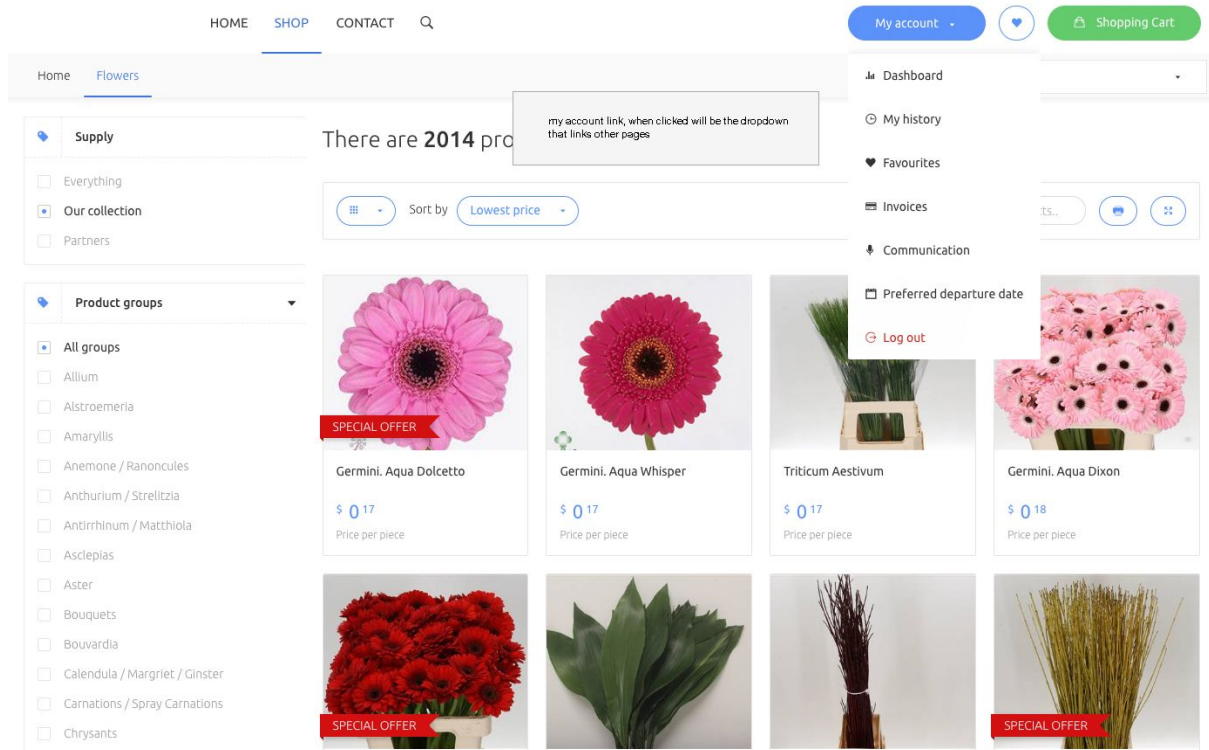 HOME SHOP CONTACT
My account
Shopping Cart
Home Flowers
Dashboard
My history
Favourites
Invoices
Communication
Preferred departure date
Log out
my account link, when clicked will be the dropdown
that links other pages
Supply
Everything
Our collection
Partners
Product groups
All groups
Allium
Alstroemeria
Amaryllis
Anemone / Ranoncules
Anthurium / Strelitzia
Antirrhinum / Matthiola
Asclepias
Aster
Bouquets
Bouvardia
Calendula / Margriet / Ginster
Carnations / Spray Carnations
Chrysants
There are 2014 pro
Sort by Lowest price
SPECIAL OFFER
Germini. Aqua Dolcetto
$ 0 17
Price per piece
Germini. Aqua Whisper
$ 0 17
Price per piece
Triticum Aestivum
$ 0 17
Price per piece
Germini. Aqua Dixon
$ 0 18
Price per piece
SPECIAL OFFER
SPECIAL OFFER